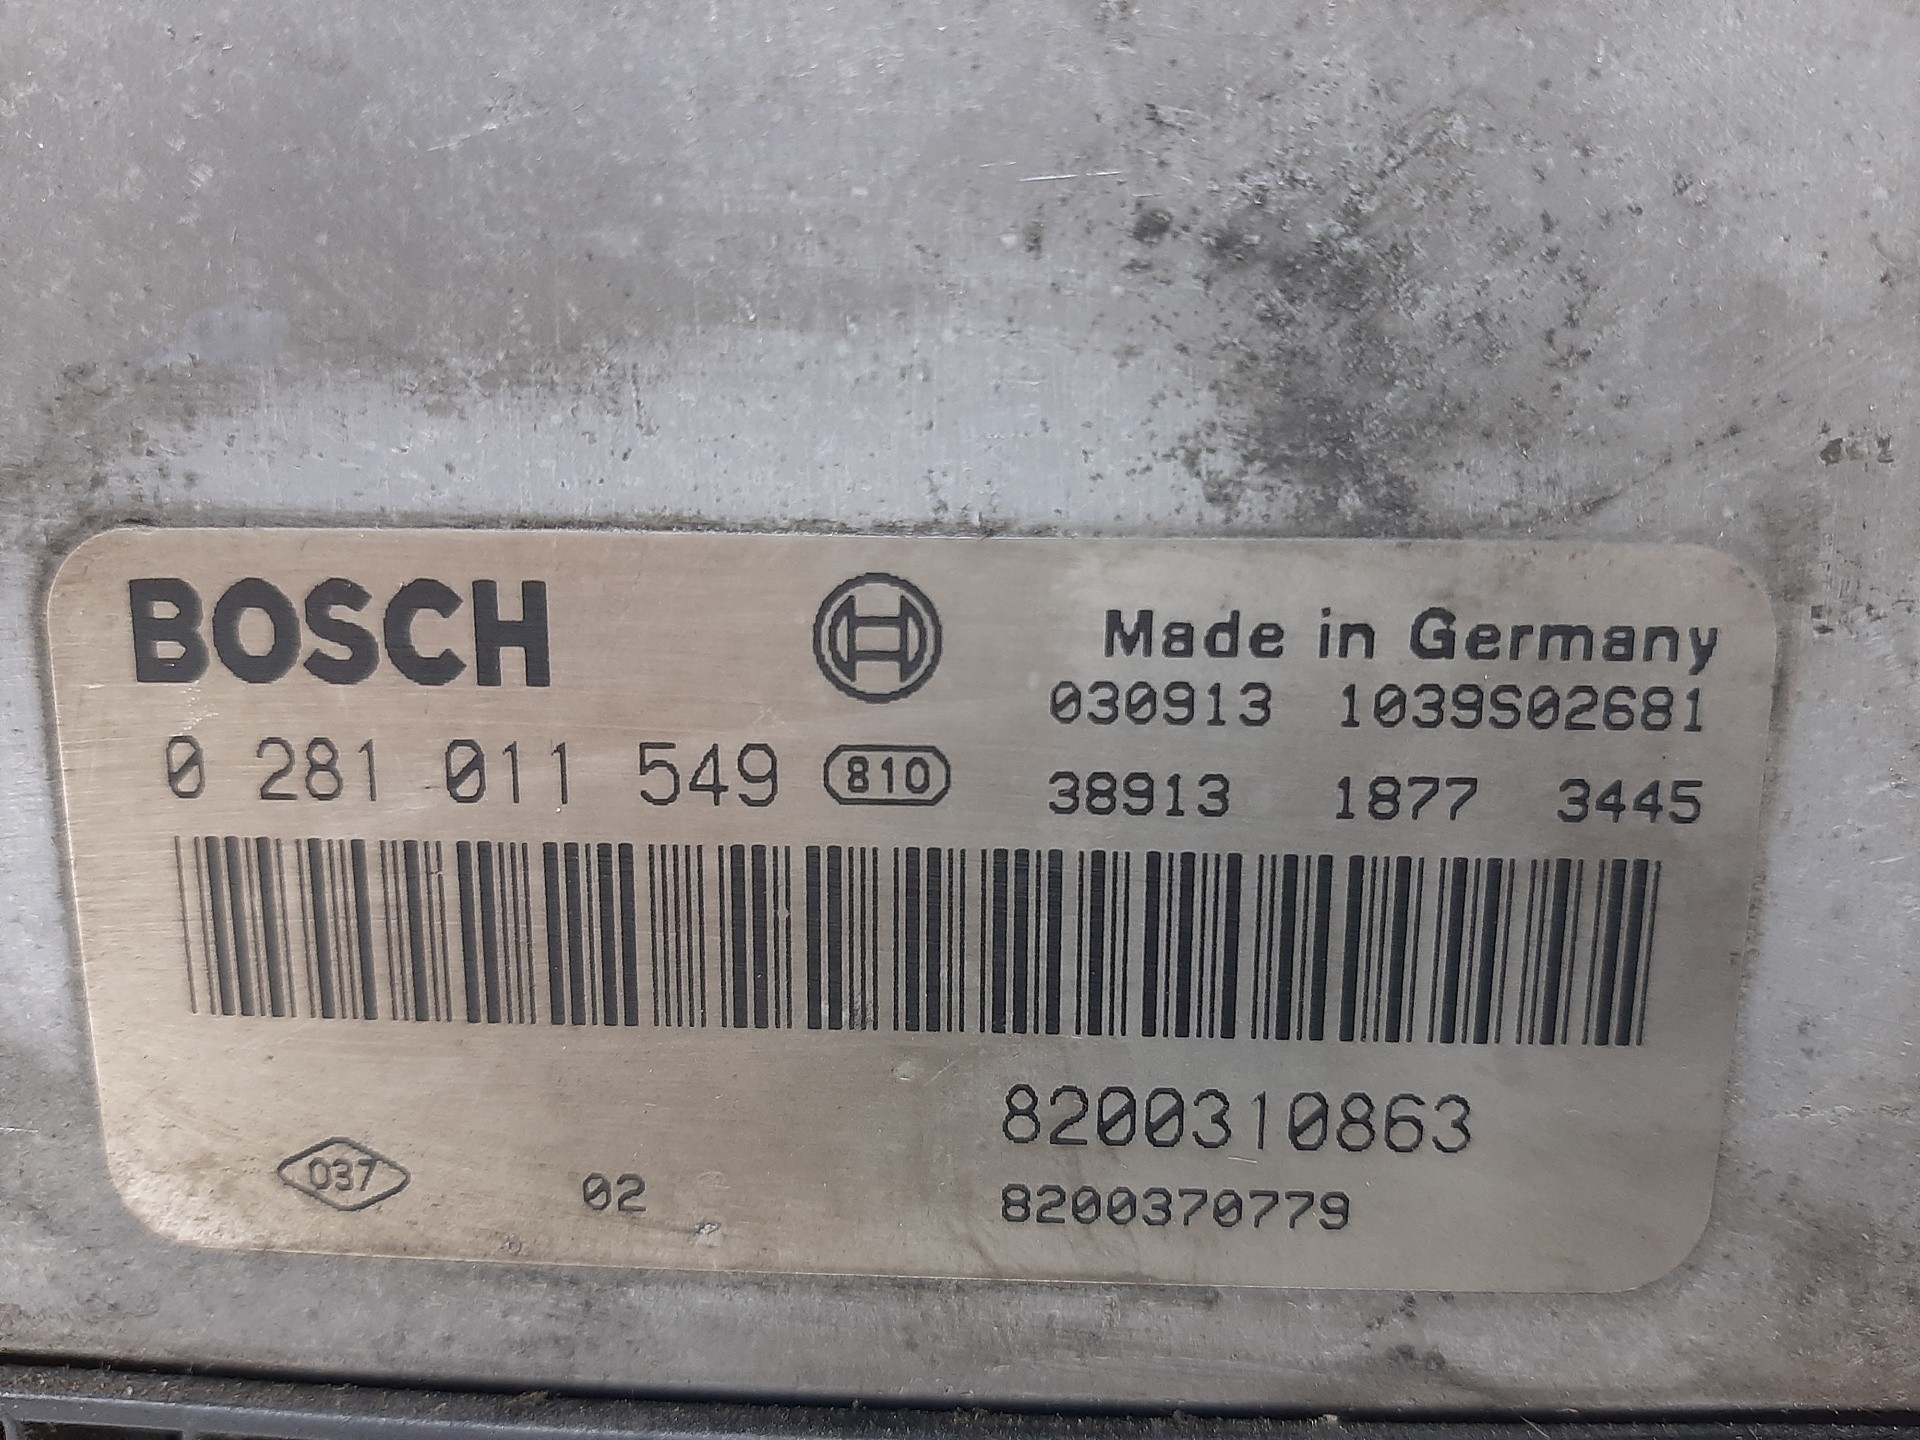 BOSCH
Made in Germany
030913 1039S02681
0 281 011 549 810
38913 1877 3445
8200310863
037 02 8200370779